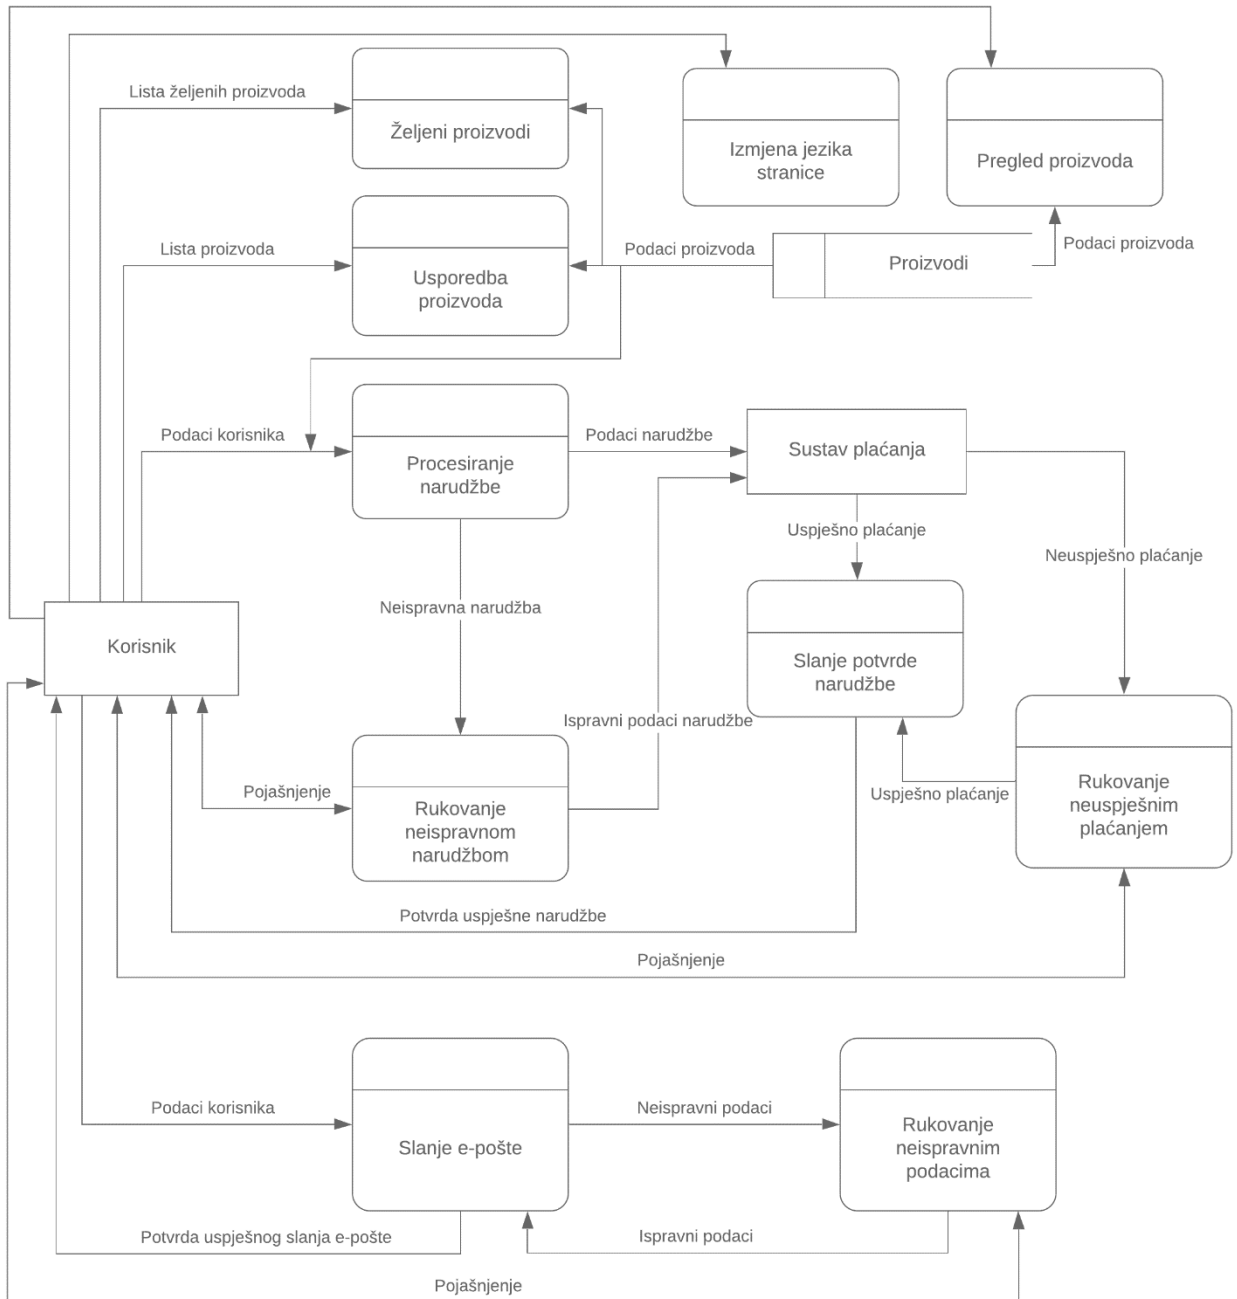 Lista željenih proizvoda
Željeni proizvodi
Izmjena jezika
stranice
Pregled proizvoda
Lista proizvoda
Usporedba
proizvoda
Podaci proizvoda
Proizvodi
Podaci proizvoda
Podaci korisnika
Procesiranje
narudžbe
Podaci narudžbe
Sustav plaćanja
Uspješno plaćanje
Neuspješno plaćanje
Neispravna narudžba
Korisnik
Slanje potvrde
narudžbe
Ispravni podaci narudžbe
Pojašnjenje
Rukovanje
neispravnom
narudžbom
Uspješno plaćanje
Rukovanje
neuspješnim
plaćanjem
Potvrda uspješne narudžbe
Pojašnjenje
Podaci korisnika
Slanje e-pošte
Neispravni podaci
Rukovanje
neispravnim
podacima
Potvrda uspješnog slanja e-pošte
Ispravni podaci
Pojašnjenje